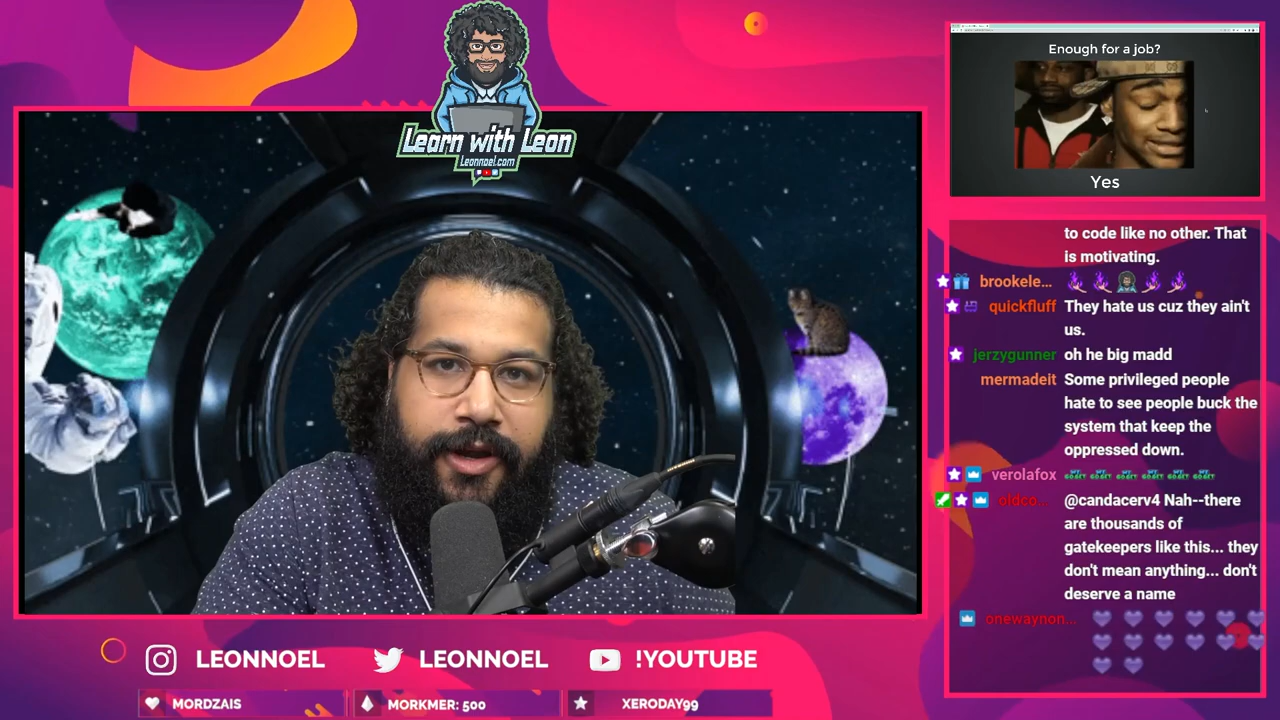 Learn with Leon
Leonnoel.com
Enough for a job?
Yes
to code like no other. That
is motivating.
brookele...
quickfluff They hate us cuz they ain't
us.
jerzygunner oh he big madd
mermadeit Some privileged people
hate to see people buck the
system that keep the
oppressed down.
verolafox
oldco... @candacerv4 Nah--there
are thousands of
gatekeepers like this... they
don't mean anything... don't
deserve a name
onewaynon...
LEONNOEL LEONNOEL !YOUTUBE
MORDZAIS MORKMER: 500 XERODAY99